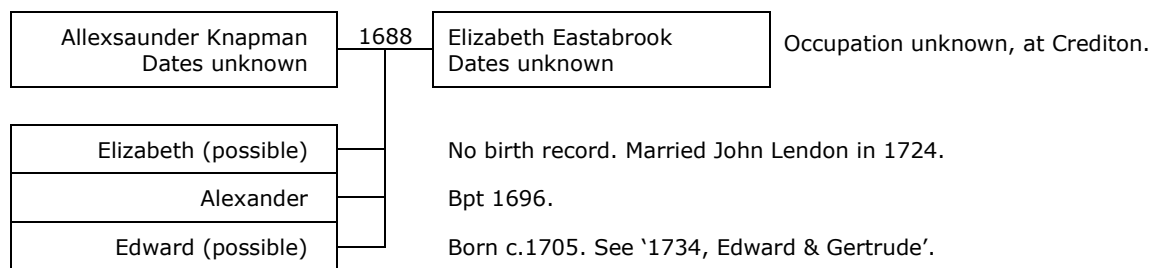 Allexsaunder Knapman
Dates unknown
1688
Elizabeth Eastabrook
Dates unknown
Occupation unknown, at Crediton.
Elizabeth (possible)
No birth record. Married John Lendon in 1724.
Alexander
Bpt 1696.
Edward (possible)
Born c.1705. See ‘1734, Edward & Gertrude’.